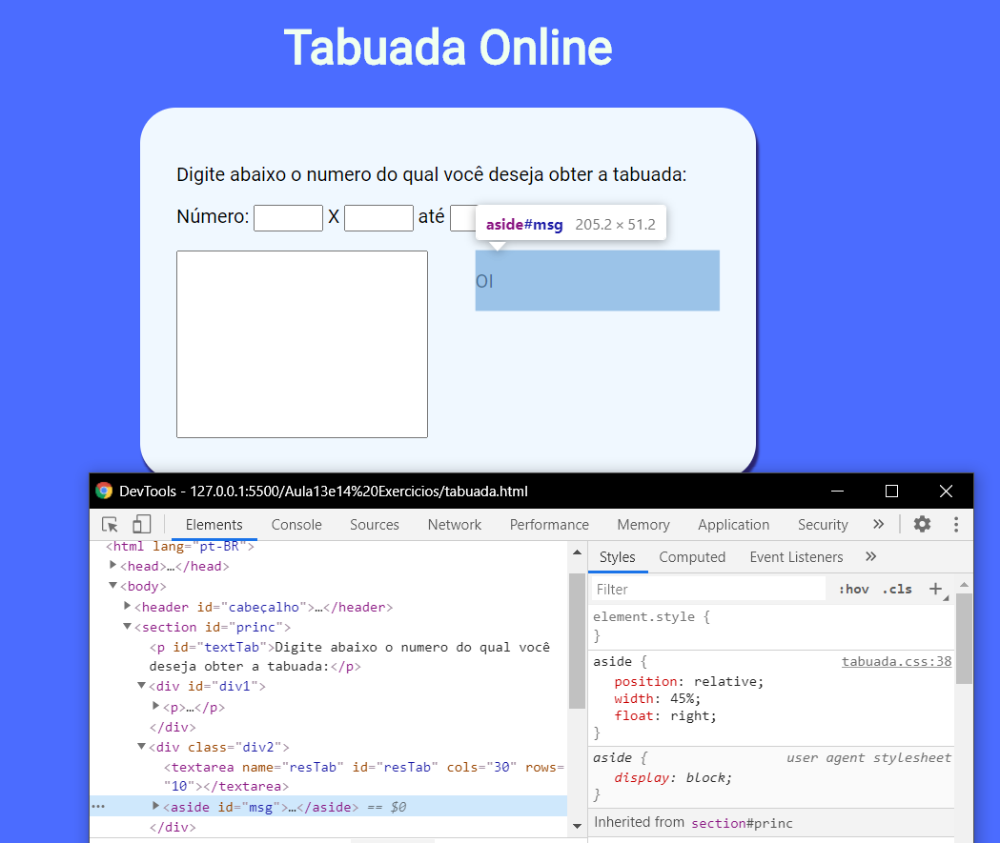 Tabuada Online
Digite abaixo o numero do qual você deseja obter a tabuada:
Número: X até
aside#msg 205.2 × 51.2
OI
DevTools - 127.0.0.1:5500/Aula13e14%20Exercicios/tabuada.html
Elements Console Sources Network Performance Memory Application Security »
<html lang="pt-BR">
<head>…</head>
<body>
<header id="cabeçalho">…</header>
<section id="princ">
<p id="textTab">Digite abaixo o numero do qual você
deseja obter a tabuada:</p>
<div id="div1">
<p>…</p>
</div>
<div class="div2">
<textarea name="resTab" id="resTab" cols="30" rows=
"10"></textarea>
<aside id="msg">…</aside> == $0
</div>
Styles Computed Event Listeners »
Filter :hov .cls +
element.style {
}
aside { tabuada.css:38
position: relative;
width: 45%;
float: right;
}
aside { user agent stylesheet
display: block;
}
Inherited from section#princ